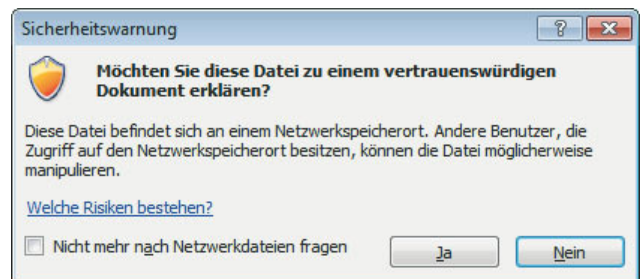 Sicherheitswarnung
Möchten Sie diese Datei zu einem vertrauenswürdigen
Dokument erklären?
Diese Datei befindet sich an einem Netzwerkspeicherort. Andere Benutzer, die
Zugriff auf den Netzwerkspeicherort besitzen, können die Datei möglicherweise
manipulieren.
Welche Risiken bestehen?
Nicht mehr nach Netzwerkdateien fragen
Ja
Nein